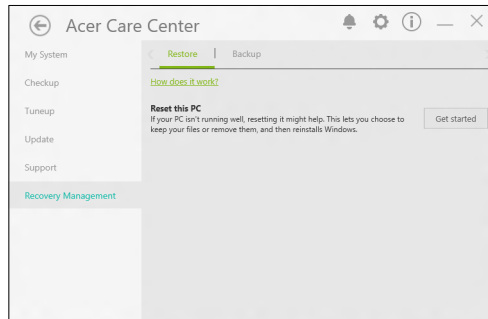 Acer Care Center
My System
Checkup
Tuneup
Update
Support
Recovery Management
Restore
Backup
How does it work?
Reset this PC
If your PC isn't running well, resetting it might help. This lets you choose to
keep your files or remove them, and then reinstalls Windows.
Get started